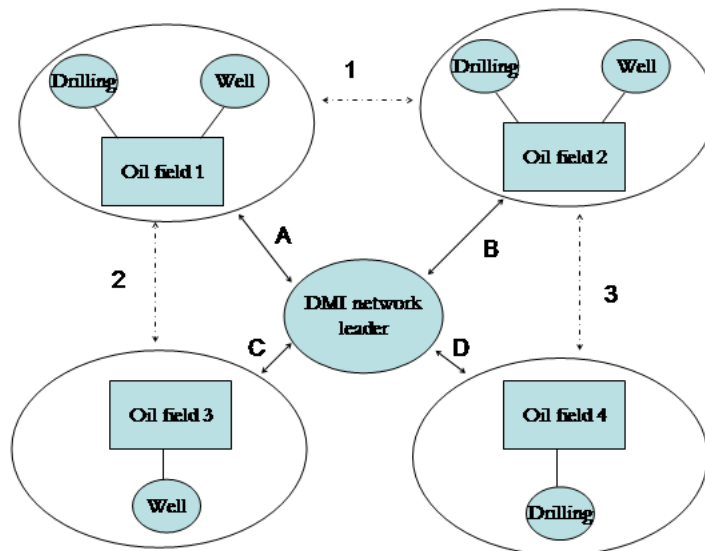 Drilling
Well
Oil field 1
1
Drilling
Well
Oil field 2
A
B
2
DMI network
leader
3
C
D
Oil field 3
Well
Oil field 4
Drilling